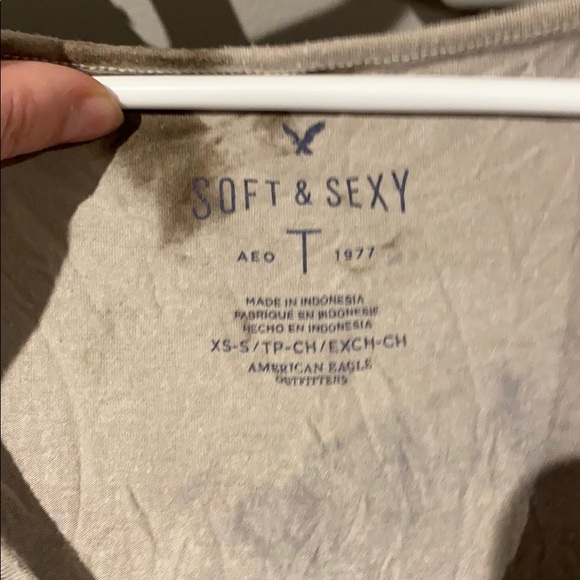 SOFT & SEXY
AEO T 1977
MADE IN INDONESIA
FABRIQUÉ EN INDONESIE
HECHO EN INDONESIA
XS-S/TP-CH/EXCH-CH
AMERICAN EAGLE
OUTFITTERS